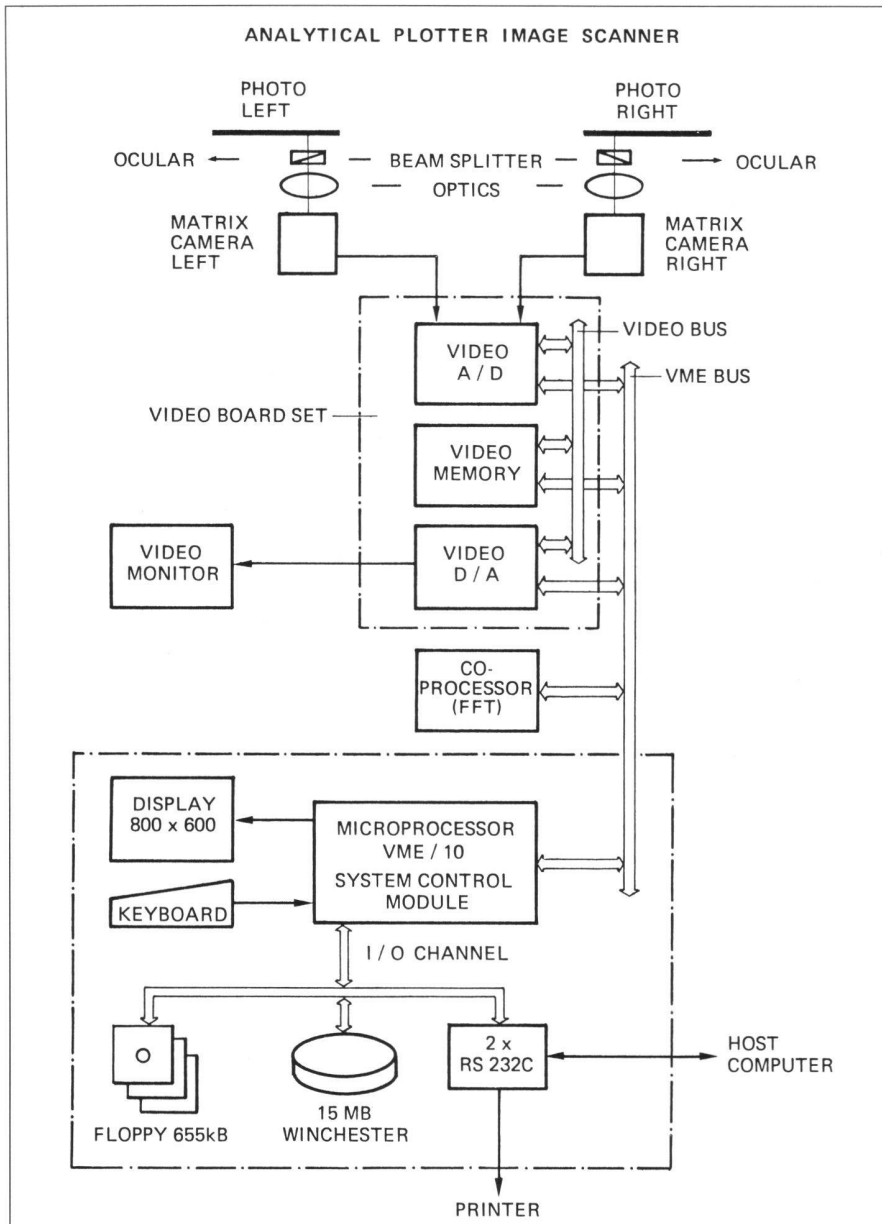 ANALYTICAL PLOTTER IMAGE SCANNER
PHOTO
LEFT
PHOTO
RIGHT
OCULAR
BEAM SPLITTER
OCULAR
OPTICS
MATRIX
CAMERA
LEFT
MATRIX
CAMERA
RIGHT
VIDEO
A / D
VIDEO BUS
VME BUS
VIDEO BOARD SET
VIDEO
MEMORY
VIDEO
MONITOR
VIDEO
D / A
CO-
PROCESSOR
(FFT)
DISPLAY
800 x 600
MICROPROCESSOR
VME / 10
SYSTEM CONTROL
MODULE
KEYBOARD
I / O CHANNEL
FLOPPY 655kB
15 MB
WINCHESTER
2 x
RS 232C
HOST
COMPUTER
PRINTER